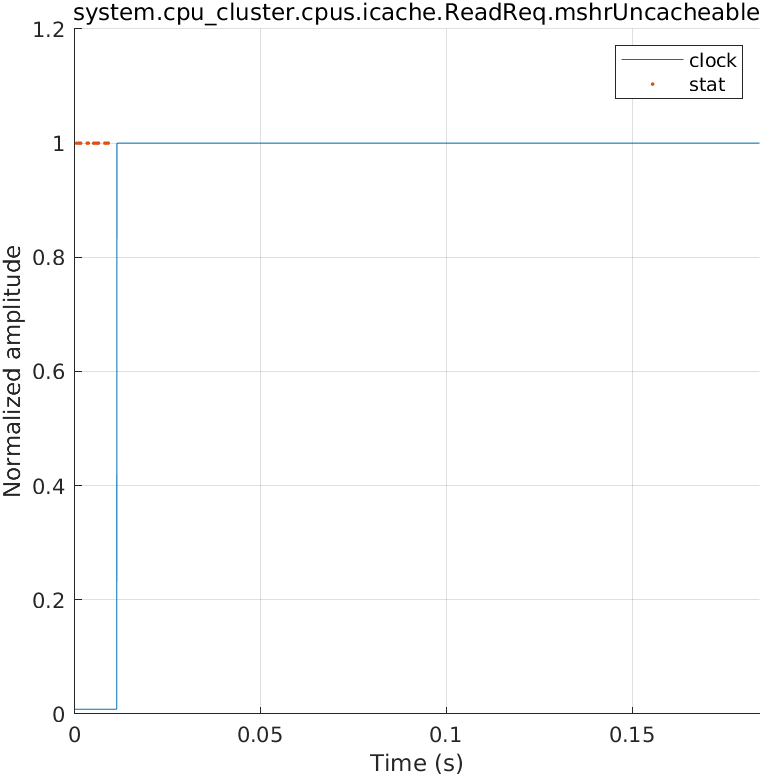 system.cpu_cluster.cpus.icache.ReadReq.mshrUncacheable
clock
stat
1.2
1
0.8
0.6
0.4
0.2
0
Normalized amplitude
0
0.05
0.1
0.15
Time (s)